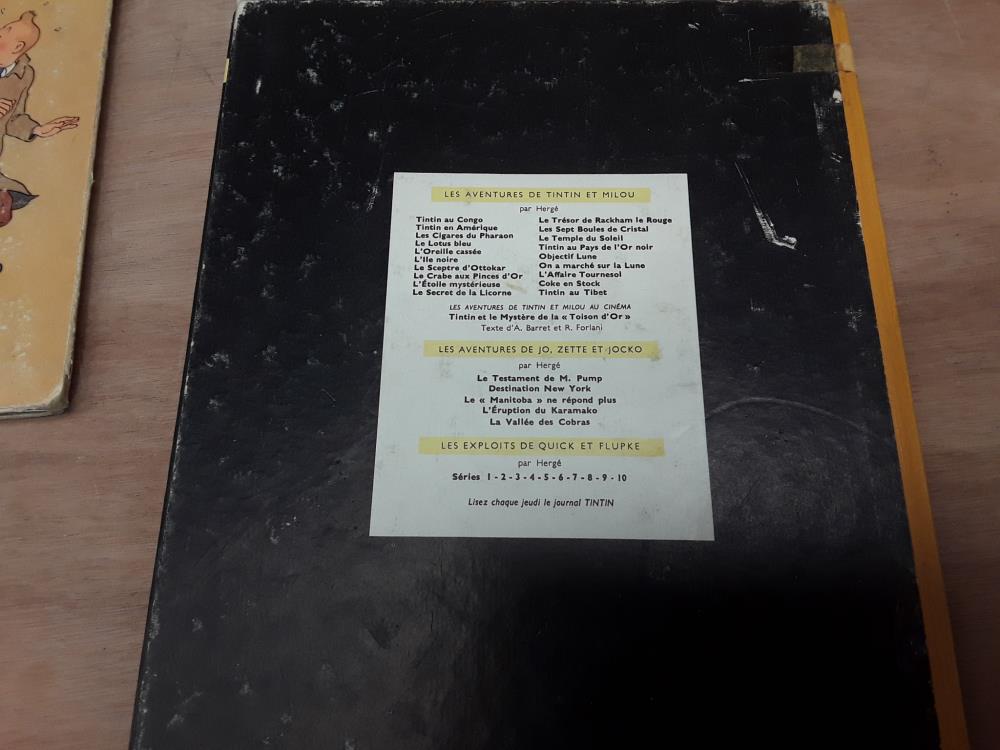 LES AVENTURES DE TINTIN ET MILOU
par Hergé
Tintin au Congo
Tintin en Amérique
Les Cigares du Pharaon
Le Lotus bleu
L'Oreille cassée
L'Ile noire
Le Sceptre d'Ottokar
Le Crabe aux Pinces d'Or
L'Étoile mystérieuse
Le Secret de la Licorne
Le Trésor de Rackham le Rouge
Les Sept Boules de Cristal
Le Temple du Soleil
Tintin au Pays de l'Or noir
Objectif Lune
On a marché sur la Lune
L'Affaire Tournesol
Coke en Stock
Tintin au Tibet
LES AVENTURES DE TINTIN ET MILOU AU CINÉMA
Tintin et le Mystère de la « Toison d'Or »
Texte d'A. Barret et R. Forlani
LES AVENTURES DE JO, ZETTE ET JOCKO
par Hergé
Le Testament de M. Pump
Destination New York
Le « Manitoba » ne répond plus
L'Éruption du Karamako
La Vallée des Cobras
LES EXPLOITS DE QUICK ET FLUPKE
par Hergé
Séries 1 - 2 - 3 - 4 - 5 - 6 - 7 - 8 - 9 - 10
Lisez chaque jeudi le journal TINTIN